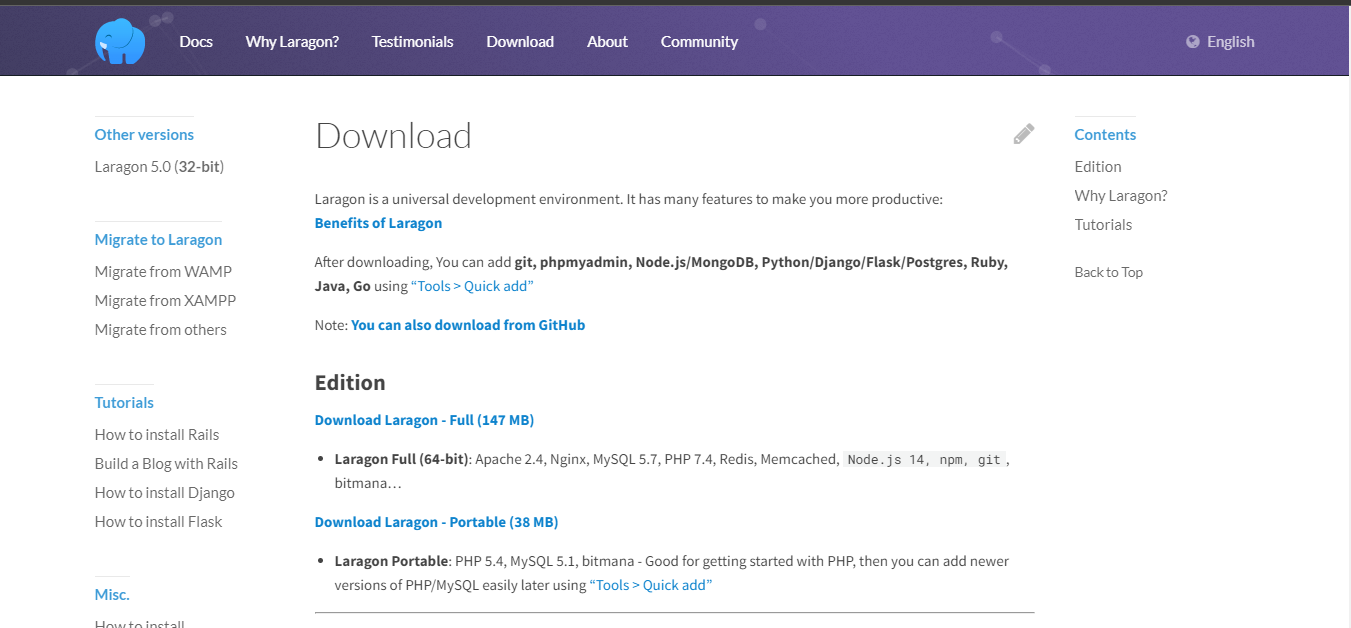 Docs Why Laragon? Testimonials Download About Community English
Other versions
Laragon 5.0 (32-bit)
Migrate to Laragon
Migrate from WAMP
Migrate from XAMPP
Migrate from others
Tutorials
How to install Rails
Build a Blog with Rails
How to install Django
How to install Flask
Misc.
How to install
Download
Laragon is a universal development environment. It has many features to make you more productive:
Benefits of Laragon
After downloading, You can add git, phpmyadmin, Node.js/MongoDB, Python/Django/Flask/Postgres, Ruby,
Java, Go using “Tools > Quick add”
Note: You can also download from GitHub
Edition
Download Laragon - Full (147 MB)
• Laragon Full (64-bit): Apache 2.4, Nginx, MySQL 5.7, PHP 7.4, Redis, Memcached, Node.js 14, npm, git,
bitmana…
Download Laragon - Portable (38 MB)
• Laragon Portable: PHP 5.4, MySQL 5.1, bitmana - Good for getting started with PHP, then you can add newer
versions of PHP/MySQL easily later using “Tools > Quick add”
Contents
Edition
Why Laragon?
Tutorials
Back to Top